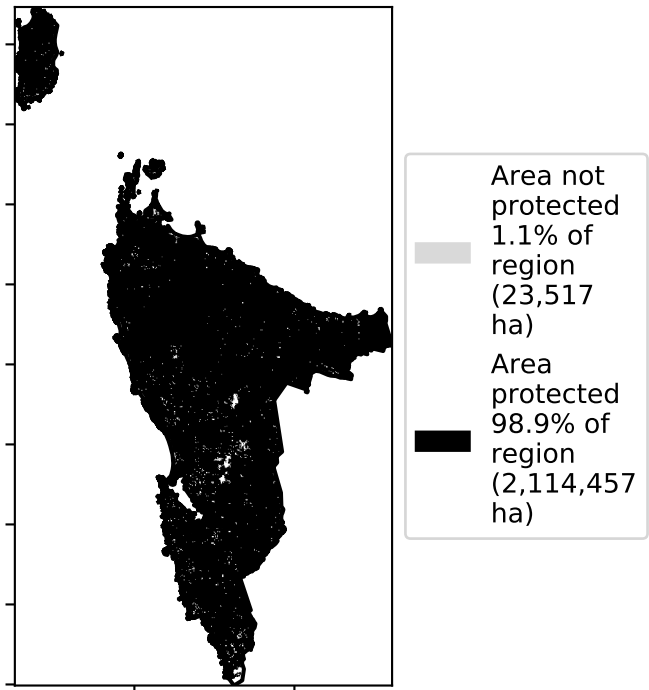 Area not
protected
1.1% of
region
(23,517
ha)
Area
protected
98.9% of
region
(2,114,457
ha)